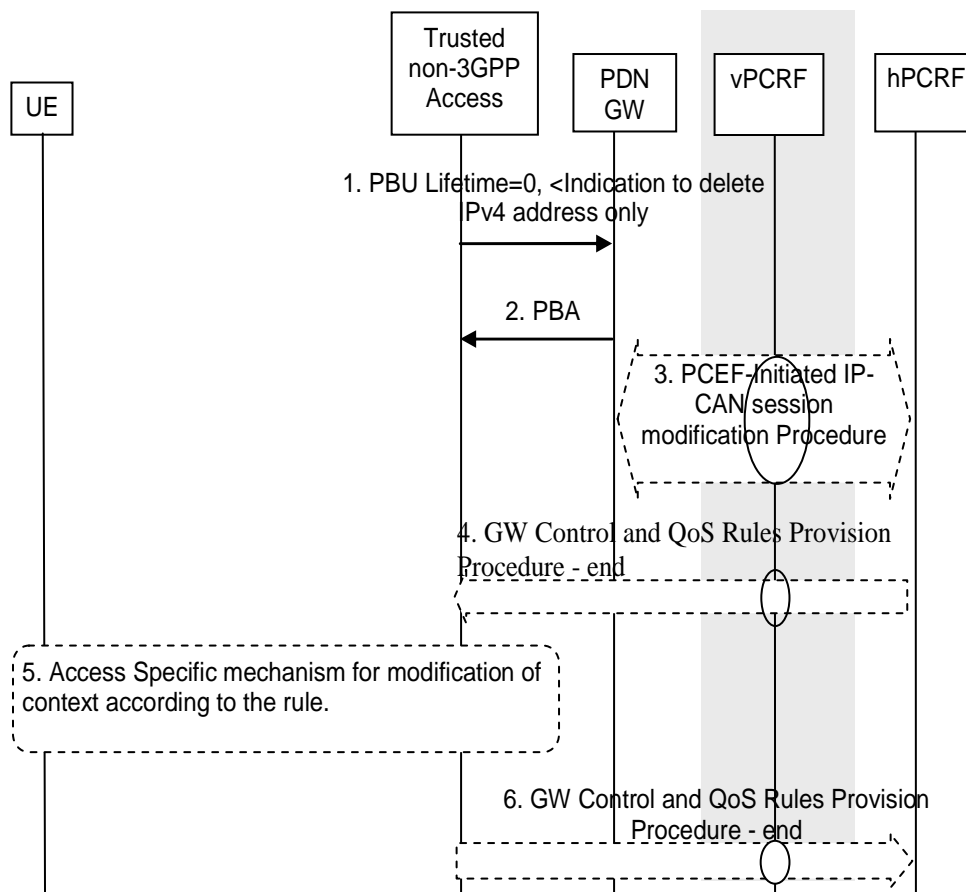 Trusted
non-3GPP
Access
UE
PDN
GW
vPCRF
hPCRF
1. PBU Lifetime=0, <Indication to delete
IPv4 address only
2. PBA
3. PCEF-Initiated IP-
CAN session
modification Procedure
4. GW Control and QoS Rules Provision
Procedure - end
5. Access Specific mechanism for modification of
context according to the rule.
6. GW Control and QoS Rules Provision
Procedure - end